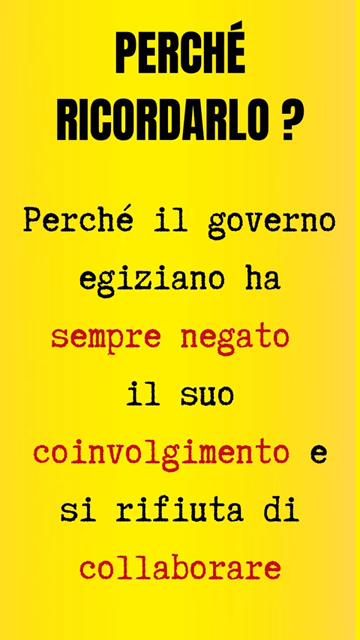 PERCHÉ
RICORDARLO ?
Perché il governo
egiziano ha
sempre negato
il suo
coinvolgimento e
si rifiuta di
collaborare